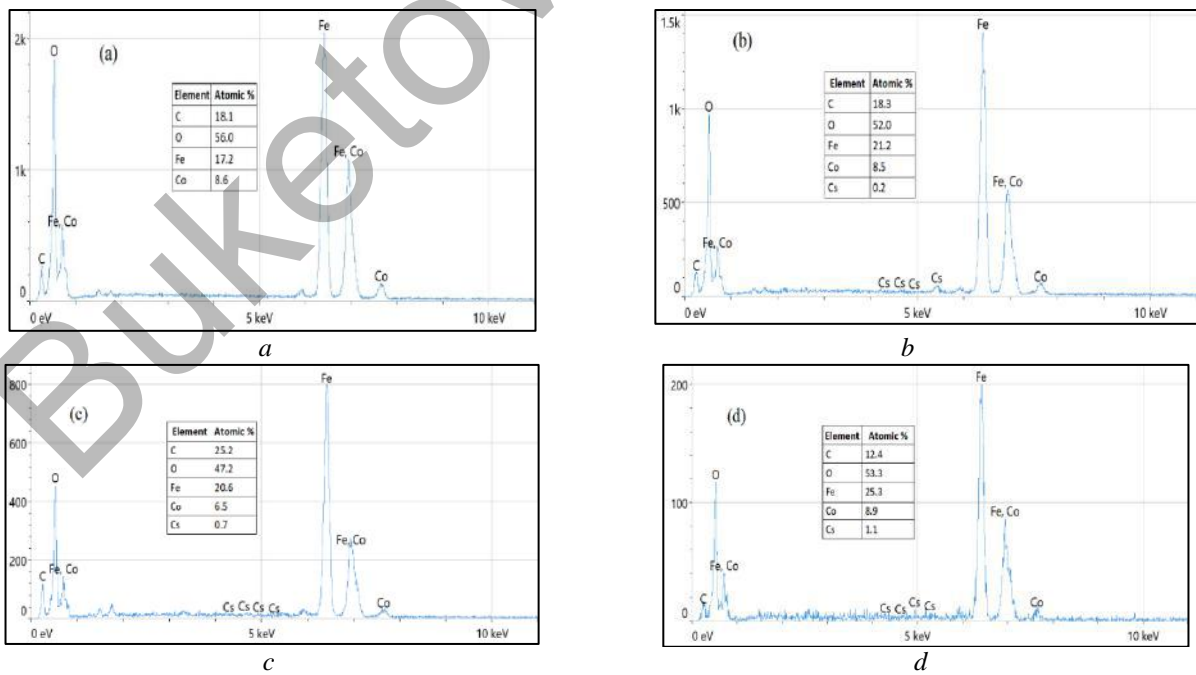 Buketov
2k
1k
0
O
(a)
Fe
Fe, Co
Fe, Co
C
Co
Element Atomic %
C 18.1
O 56.0
Fe 17.2
Co 8.6
0 eV 5 keV 10 keV
a
1.5k
1k
500
0
(b)
Fe
O
Fe, Co
Fe, Co
C
Cs Cs Cs Cs
Co
Element Atomic %
C 18.3
O 52.0
Fe 21.2
Co 8.5
Cs 0.2
0 eV 5 keV 10 keV
b
800
600
400
200
0
(c)
Fe
O
Fe, Co
Fe, Co
C
Cs Cs Cs Cs
Co
Element Atomic %
C 25.2
O 47.2
Fe 20.6
Co 6.5
Cs 0.7
0 eV 5 keV 10 keV
c
200
100
0
(d)
Fe
O
Fe, Co
Fe, Co
C
Cs Cs Cs Cs
Co
Element Atomic %
C 12.4
O 53.3
Fe 25.3
Co 8.9
Cs 1.1
0 eV 5 keV 10 keV
d